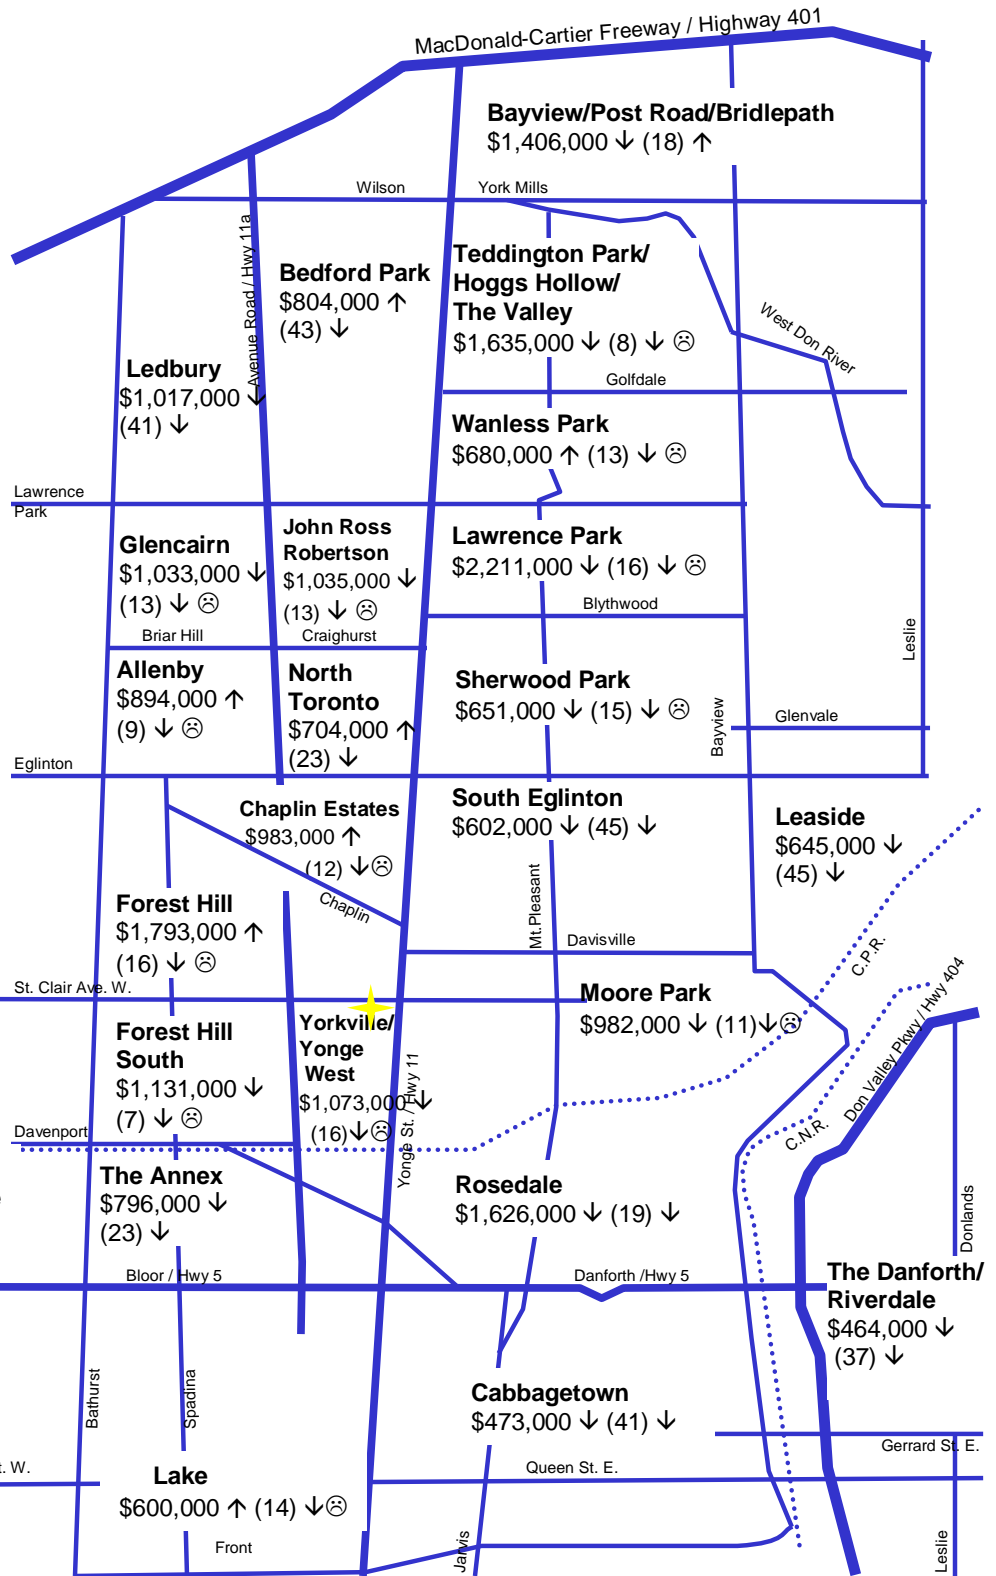 MacDonald-Cartier Freeway / Highway 401
Bayview/Post Road/Bridlepath
$1,406,000 ↓ (18) ↑
Wilson
York Mills
Avenue Road / Hwy 11a
Bedford Park
$804,000 ↑
(43) ↓
Teddington Park/
Hoggs Hollow/
The Valley
$1,635,000 ↓ (8) ↓ ☹
West Don River
Ledbury
$1,017,000 ↓
(41) ↓
Golfdale
Wanless Park
$680,000 ↑ (13) ↓ ☹
Lawrence
Park
Glencairn
$1,033,000 ↓
(13) ↓ ☹
John Ross
Robertson
$1,035,000 ↓
(13) ↓ ☹
Lawrence Park
$2,211,000 ↓ (16) ↓ ☹
Blythwood
Briar Hill
Craighurst
Leslie
Allenby
$894,000 ↑
(9) ↓ ☹
North
Toronto
$704,000 ↑
(23) ↓
Sherwood Park
$651,000 ↓ (15) ↓ ☹
Bayview
Glenvale
Eglinton
Chaplin Estates
$983,000 ↑
(12) ↓☹
Chaplin
South Eglinton
$602,000 ↓ (45) ↓
Leaside
$645,000 ↓
(45) ↓
Mt.Pleasant
Forest Hill
$1,793,000 ↑
(16) ↓ ☹
Davisville
C.P.R.
St. Clair Ave. W.
Moore Park
$982,000 ↓ (11)↓☹
Don Valley Pkwy / Hwy 404
Forest Hill
South
$1,131,000 ↓
(7) ↓ ☹
Yorkville/
Yonge
West
$1,073,000 ↓
(16)↓☹
Yonge St. / Hwy 11
C.N.R.
Davenport
The Annex
$796,000 ↓
(23) ↓
Rosedale
$1,626,000 ↓ (19) ↓
Donlands
Bloor / Hwy 5
Danforth /Hwy 5
The Danforth/
Riverdale
$464,000 ↓
(37) ↓
Bathurst
Spadina
Cabbagetown
$473,000 ↓ (41) ↓
Gerrard St. E.
t. W.
Queen St. E.
Lake
$600,000 ↑ (14) ↓☹
Front
Jarvis
Leslie